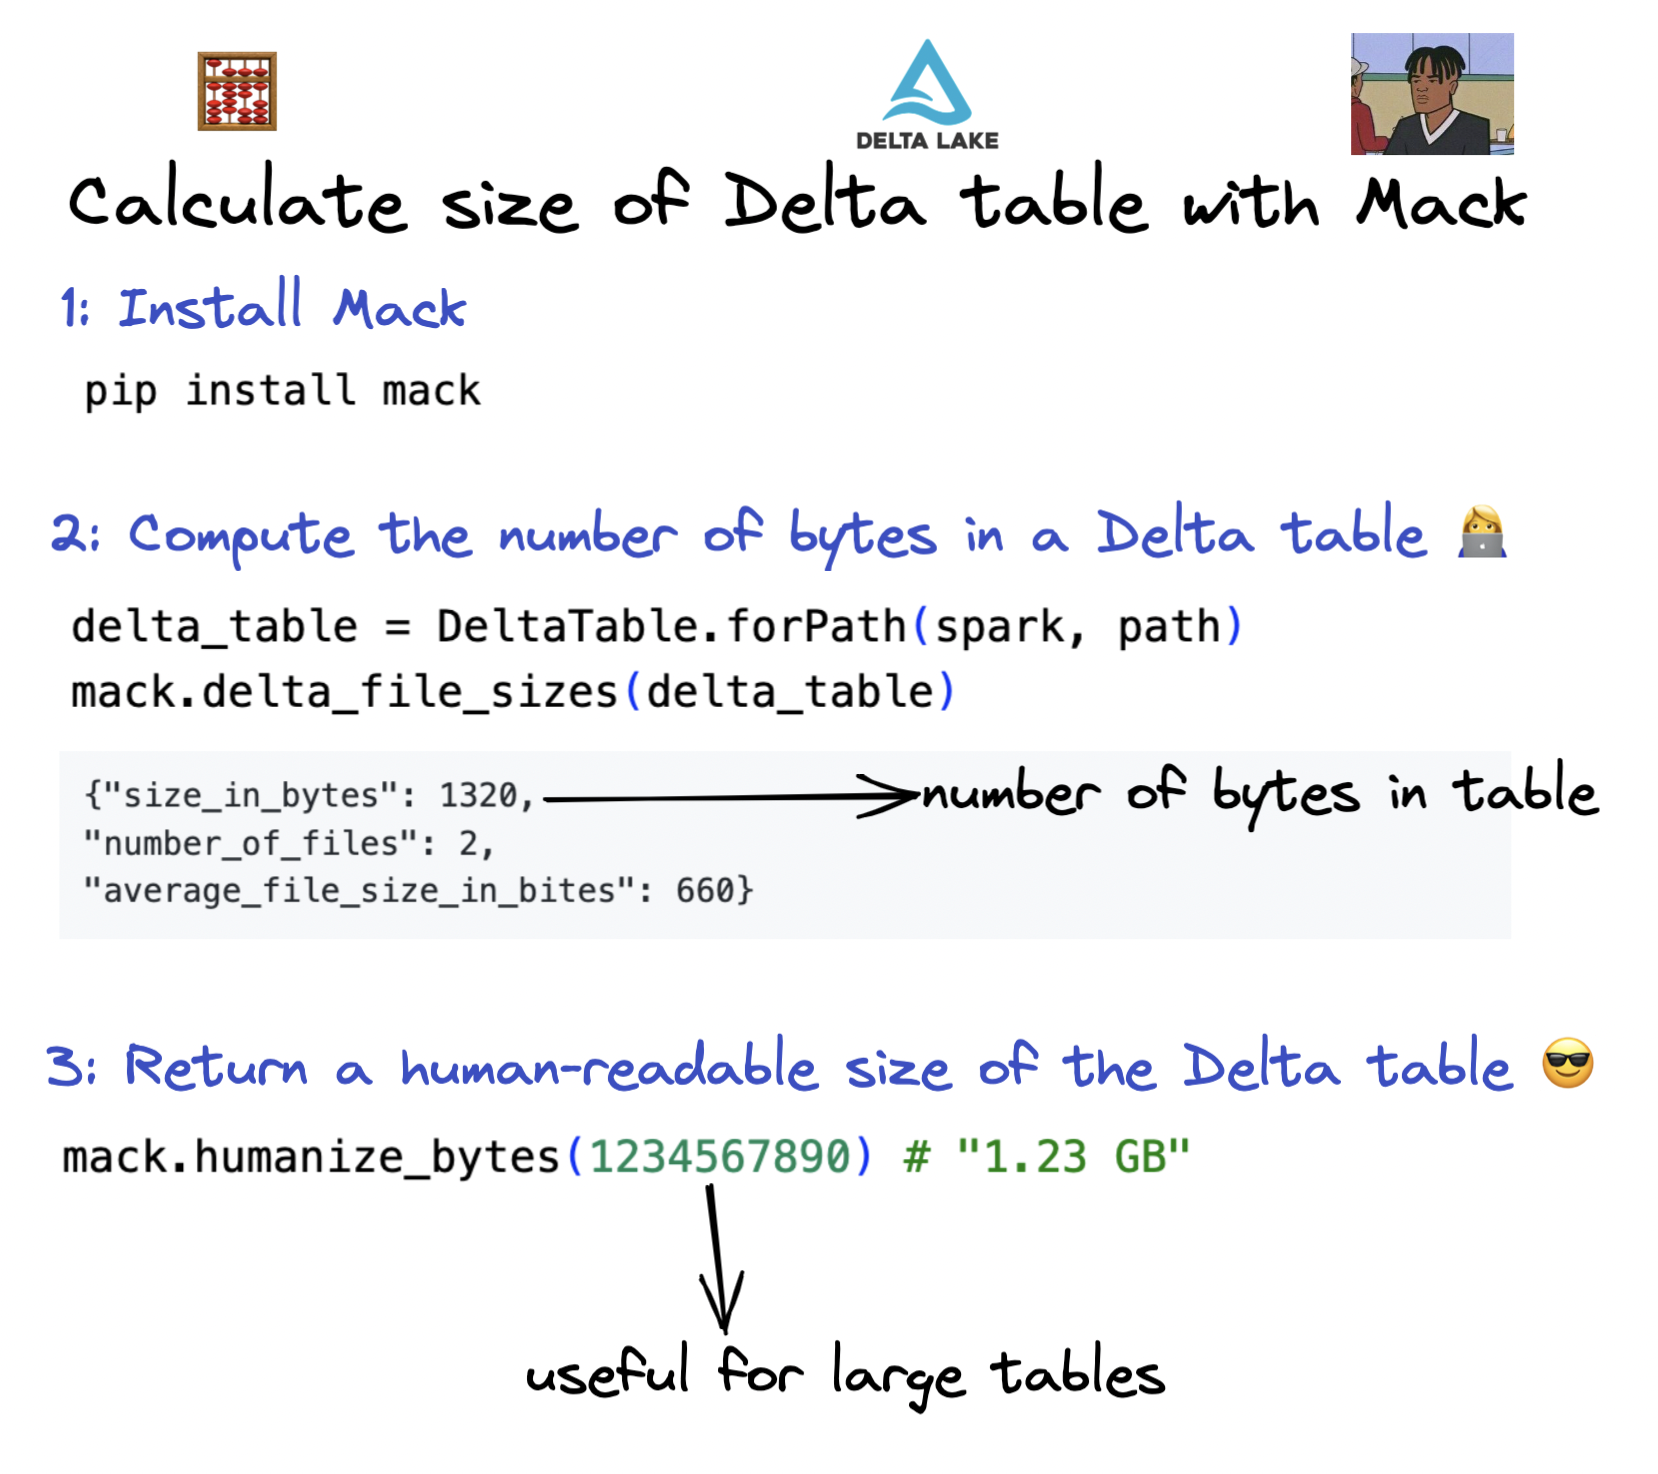 DELTA LAKE
Calculate size of Delta table with Mack
1: Install Mack
pip install mack
2: Compute the number of bytes in a Delta table
delta_table = DeltaTable.forPath(spark, path)
mack.delta_file_sizes(delta_table)
{"size_in_bytes": 1320,
number of bytes in table
"number_of_files": 2,
"average_file_size_in_bites": 660}
3: Return a human-readable size of the Delta table
mack.humanize_bytes(1234567890) # "1.23 GB"
useful for large tables